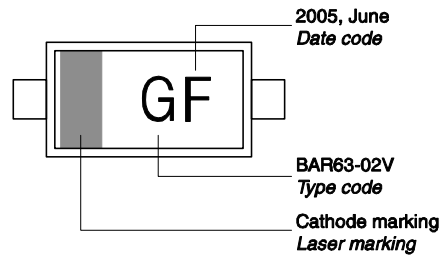 2005, June
Date code
GF
BAR63-02V
Type code
Cathode marking
Laser marking